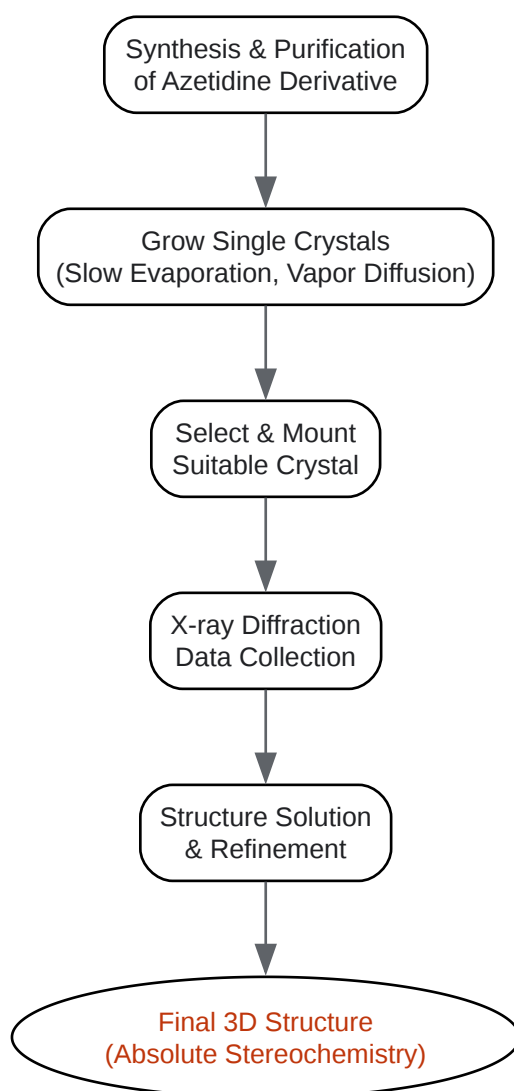 Synthesis & Purification
of Azetidine Derivative
Grow Single Crystals
(Slow Evaporation, Vapor Diffusion)
Select & Mount
Suitable Crystal
X-ray Diffraction
Data Collection
Structure Solution
& Refinement
Final 3D Structure
(Absolute Stereochemistry)